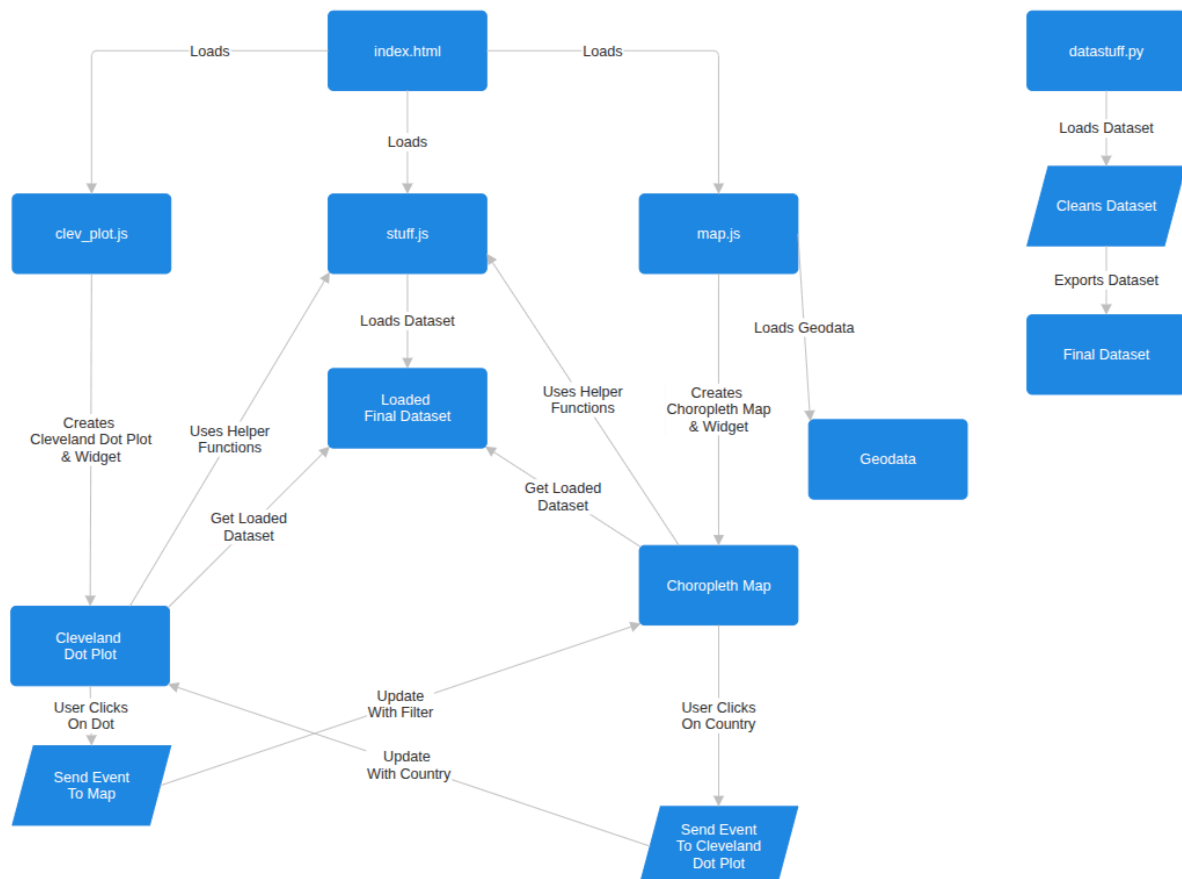 index.html
datastuff.py
Loads
Loads
Loads
Loads Dataset
clev_plot.js
stuff.js
map.js
Cleans Dataset
Loads Dataset
Loads Geodata
Exports Dataset
Final Dataset
Loaded
Final Dataset
Creates
Cleveland Dot Plot
& Widget
Uses Helper
Functions
Uses Helper
Functions
Creates
Choropleth Map
& Widget
Geodata
Get Loaded
Dataset
Get Loaded
Dataset
Choropleth Map
Cleveland
Dot Plot
User Clicks
On Dot
Update
With Filter
User Clicks
On Country
Send Event
To Map
Update
With Country
Send Event
To Cleveland
Dot Plot